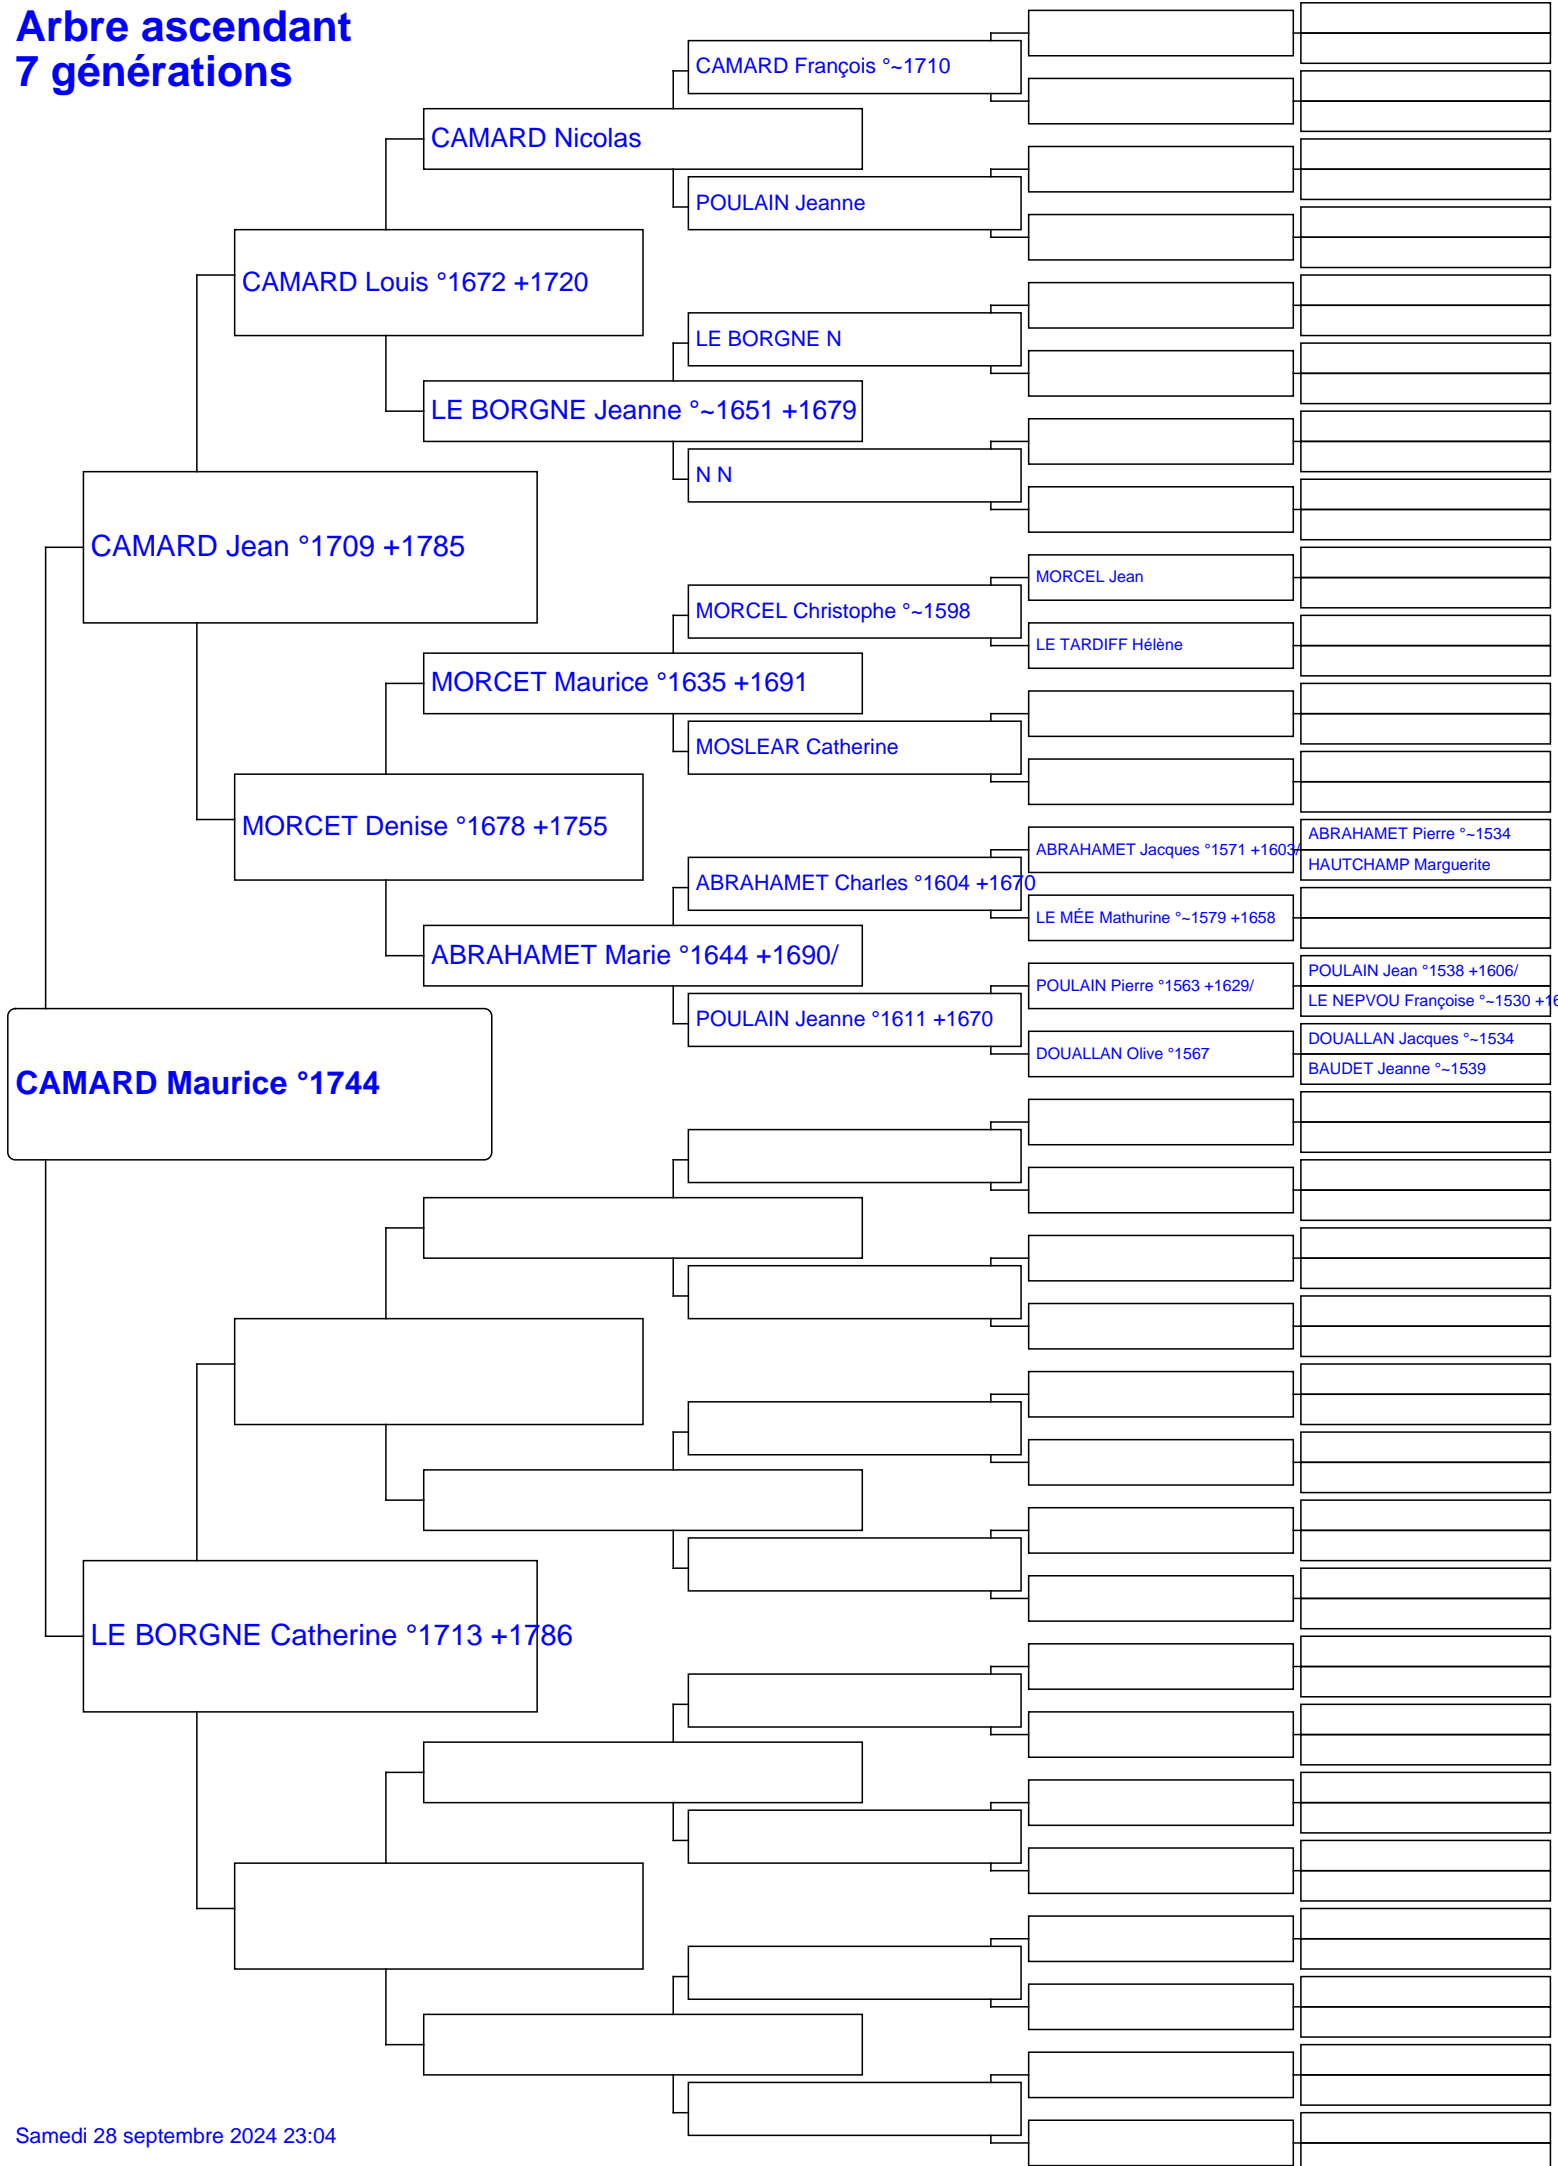 Arbre ascendant
7 générations
CAMARD François °~1710
CAMARD Nicolas
POULAIN Jeanne
CAMARD Louis °1672 +1720
LE BORGNE N
LE BORGNE Jeanne °~1651 +1679
N N
CAMARD Jean °1709 +1785
MORCEL Jean
MORCEL Christophe °~1598
LE TARDIFF Hélène
MORCET Maurice °1635 +1691
MOSLEAR Catherine
MORCET Denise °1678 +1755
ABRAHAMET Pierre °~1534
ABRAHAMET Jacques °1571 +1603/
HAUTCHAMP Marguerite
ABRAHAMET Charles °1604 +1670
LE MÉE Mathurine °~1579 +1658
ABRAHAMET Marie °1644 +1690/
POULAIN Jean °1538 +1606/
POULAIN Pierre °1563 +1629/
LE NEPVOU Françoise °~1530 +16
POULAIN Jeanne °1611 +1670
DOUALLAN Jacques °~1534
DOUALLAN Olive °1567
BAUDET Jeanne °~1539
CAMARD Maurice °1744
LE BORGNE Catherine °1713 +1786
Samedi 28 septembre 2024 23:04